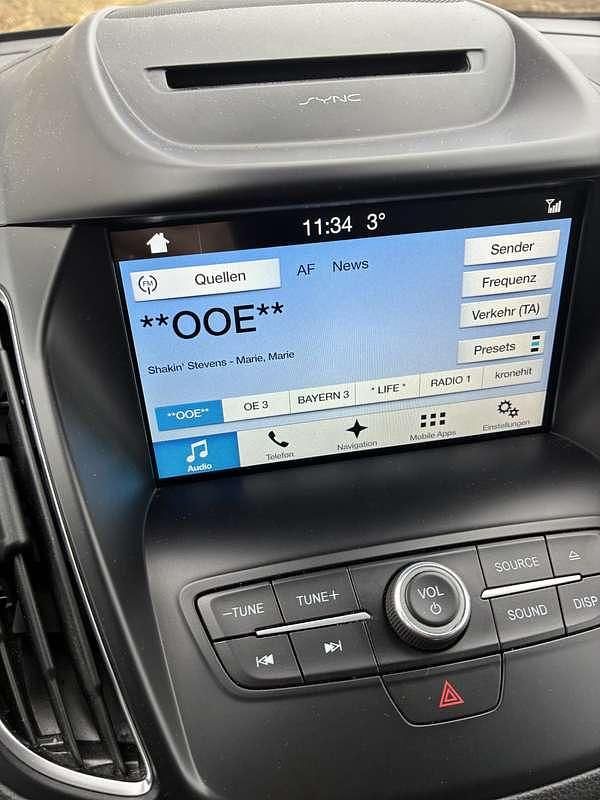 SYNC
11:34 3°
FM Quellen AF News
**OOE**
Shakin' Stevens - Marie, Marie
Sender
Frequenz
Verkehr (TA)
Presets
**OOE** OE 3 BAYERN 3 * LIFE * RADIO 1 kronehit
Audio Telefon Navigation Mobile Apps Einstellungen
–TUNE TUNE+ VOL SOURCE
SOUND DISP